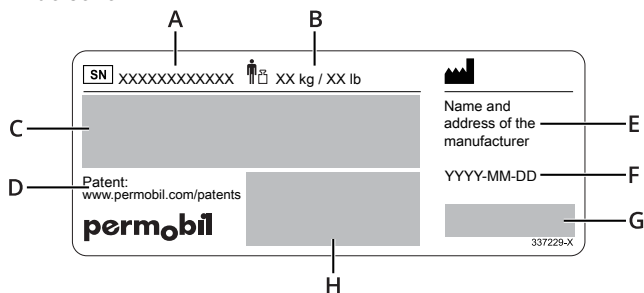 A
B
SN XXXXXXXXXXXX XX kg / XX lb
C
Name and
address of the
manufacturer
E
D
Patent:
www.permobil.com/patents
YYYY-MM-DD
F
permobil
G
337229-X
H